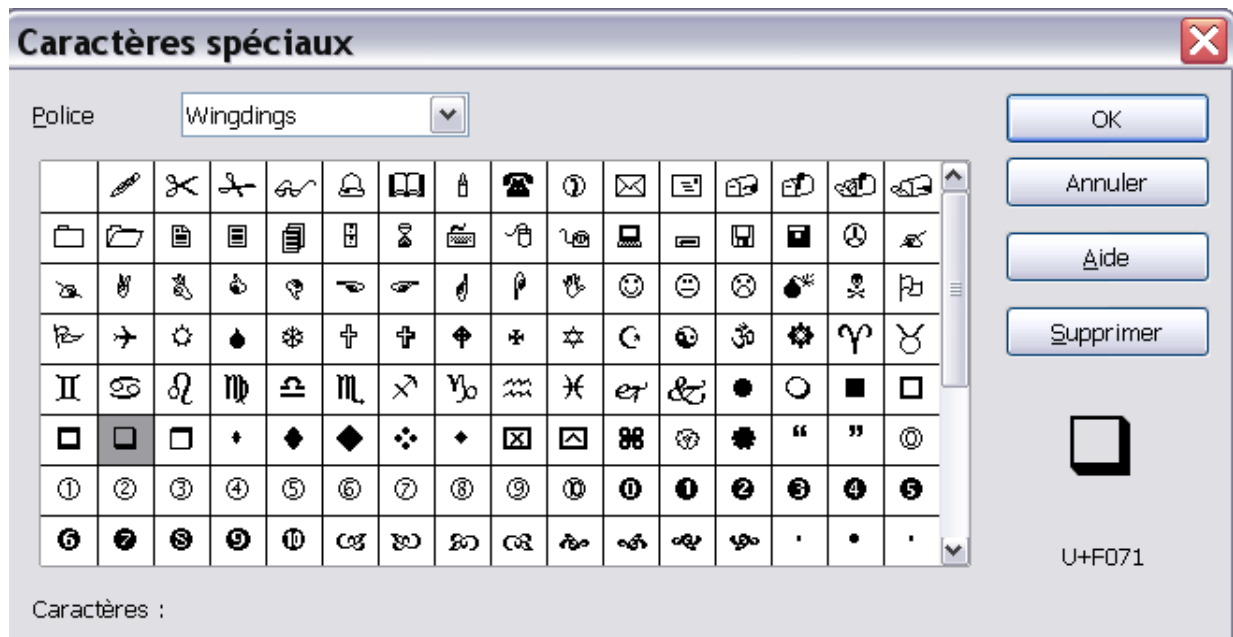 Caractères spéciaux
Police Wingdings OK
Annuler
Aide
Supprimer
U+F071
Caractères :